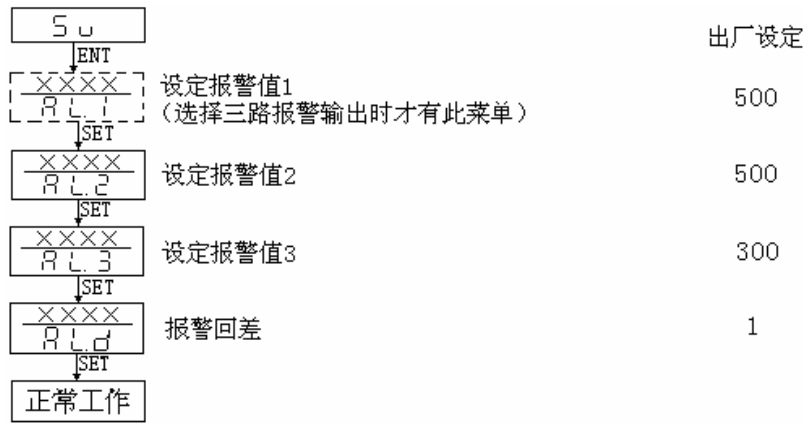 Su
出厂设定
ENT
XXXX
AL.1
设定报警值1
(选择三路报警输出时才有此菜单)
500
SET
XXXX
AL.2
设定报警值2
500
SET
XXXX
AL.3
设定报警值3
300
SET
XXXX
AL.d
报警回差
1
SET
正常工作